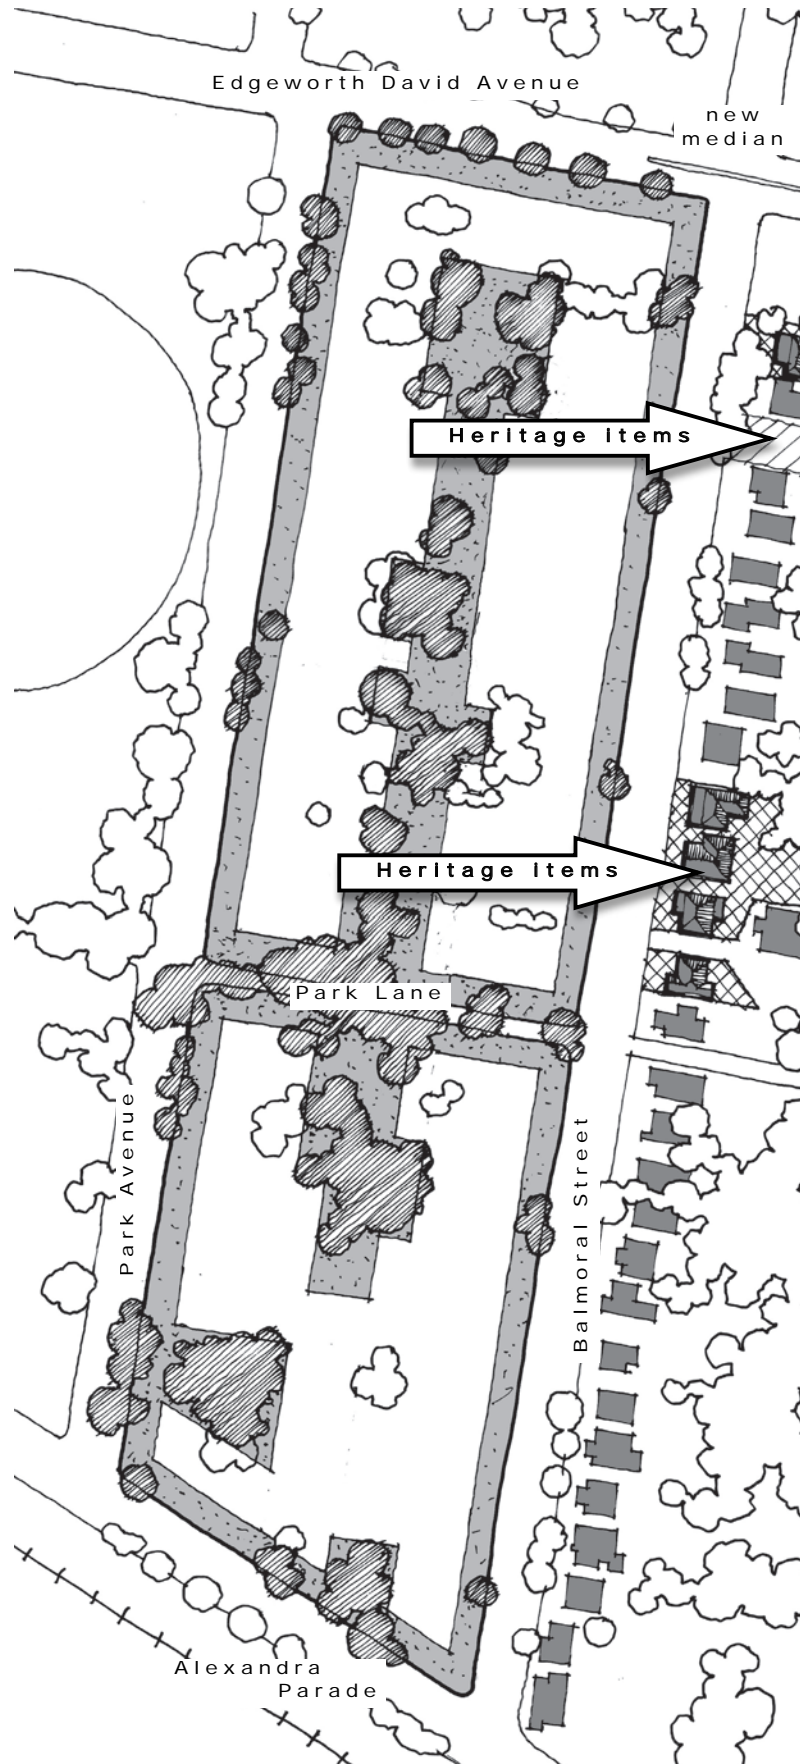 Edgeworth David Avenue
new
median
Heritage items
Heritage items
Park Lane
Park Avenue
Balmoral Street
Alexandra
Parade